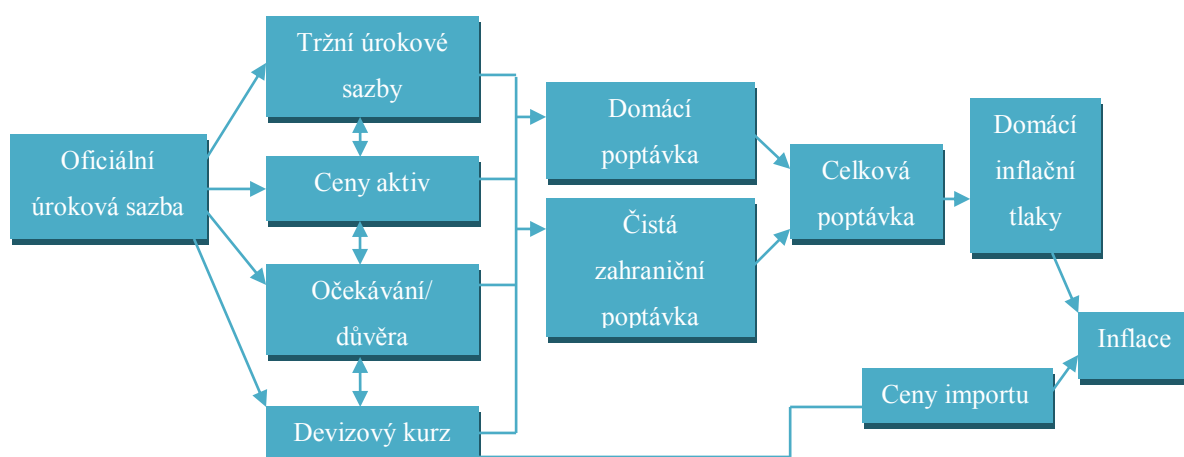 Oficiální
úroková sazba
Tržní úrokové
sazby
Ceny aktiv
Očekávání/
důvěra
Devizový kurz
Domácí
poptávka
Čistá
zahraniční
poptávka
Celková
poptávka
Domácí
inflační
tlaky
Ceny importu
Inflace